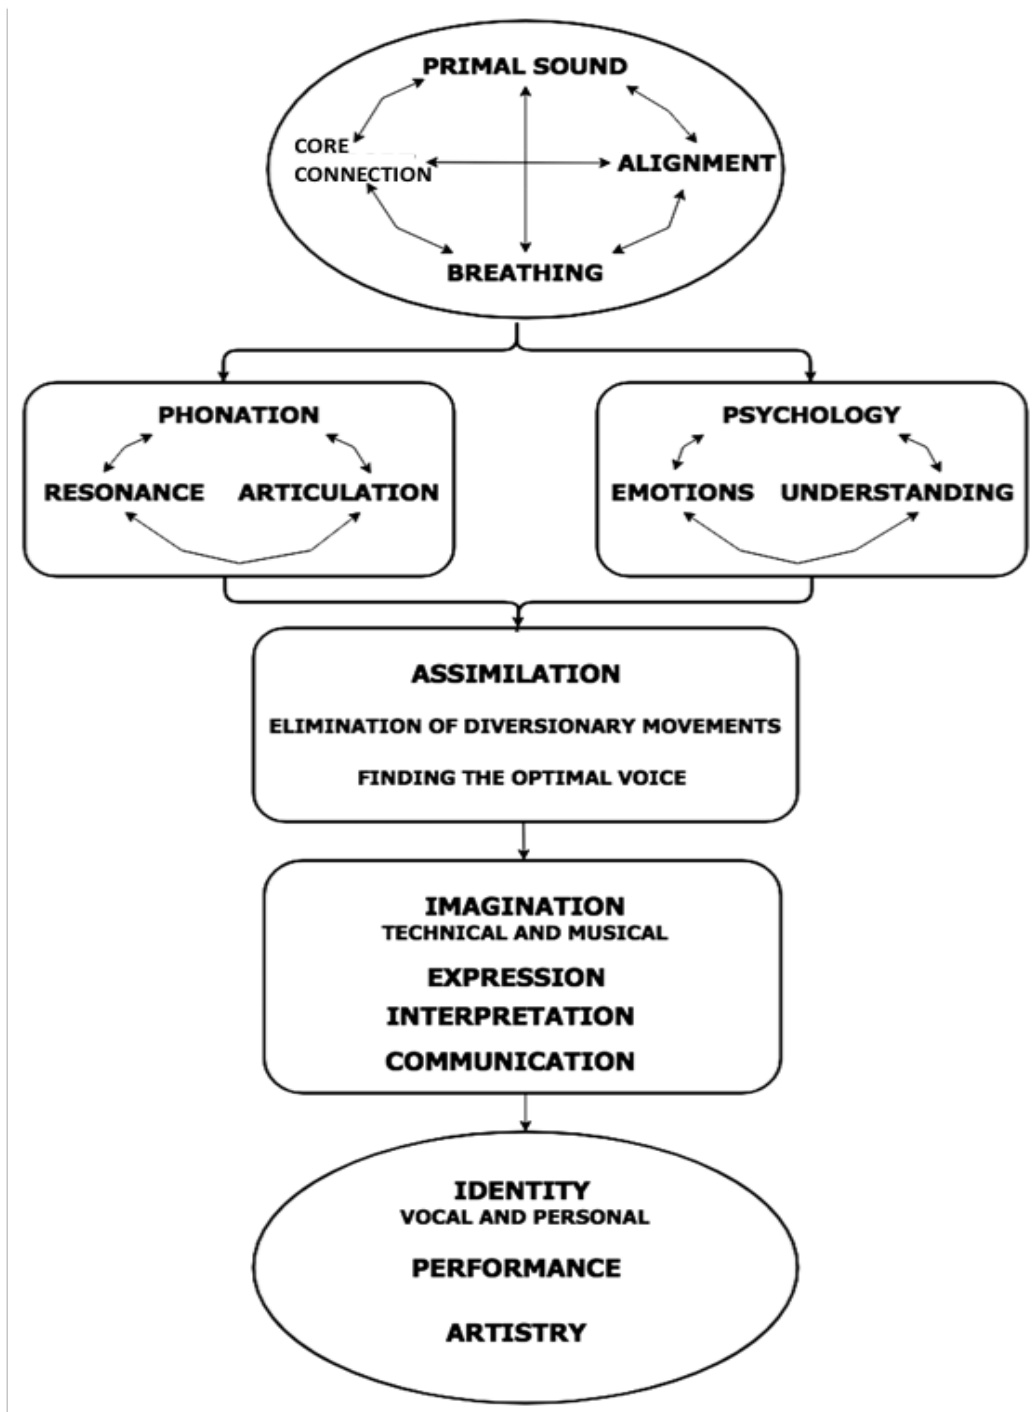 PRIMAL SOUND
CORE
CONNECTION
ALIGNMENT
BREATHING
PHONATION
RESONANCE
ARTICULATION
PSYCHOLOGY
EMOTIONS
UNDERSTANDING
ASSIMILATION
ELIMINATION OF DIVERSIONARY MOVEMENTS
FINDING THE OPTIMAL VOICE
IMAGINATION
TECHNICAL AND MUSICAL
EXPRESSION
INTERPRETATION
COMMUNICATION
IDENTITY
VOCAL AND PERSONAL
PERFORMANCE
ARTISTRY